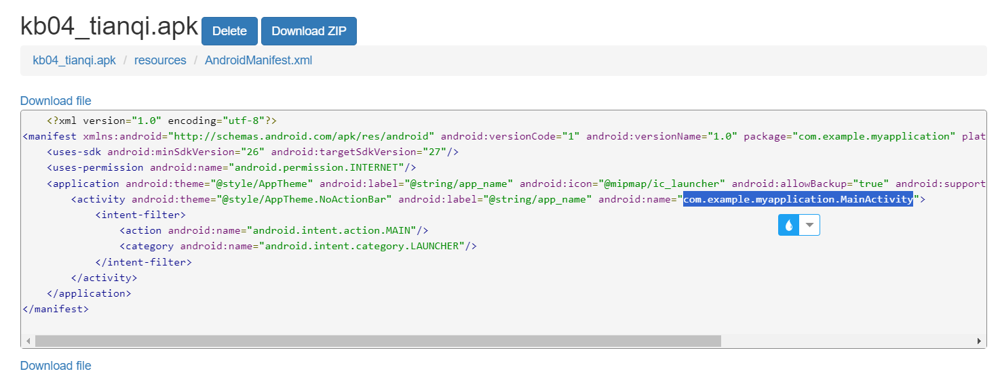 kb04_tianqi.apk Delete Download ZIP
kb04_tianqi.apk / resources / AndroidManifest.xml
Download file
<?xml version="1.0" encoding="utf-8"?>
<manifest xmlns:android="http://schemas.android.com/apk/res/android" android:versionCode="1" android:versionName="1.0" package="com.example.myapplication" plat
<uses-sdk android:minSdkVersion="26" android:targetSdkVersion="27"/>
<uses-permission android:name="android.permission.INTERNET"/>
<application android:theme="@style/AppTheme" android:label="@string/app_name" android:icon="@mipmap/ic_launcher" android:allowBackup="true" android:support
<activity android:theme="@style/AppTheme.NoActionBar" android:label="@string/app_name" android:name="com.example.myapplication.MainActivity">
<intent-filter>
<action android:name="android.intent.action.MAIN"/>
<category android:name="android.intent.category.LAUNCHER"/>
</intent-filter>
</activity>
</application>
</manifest>
Download file